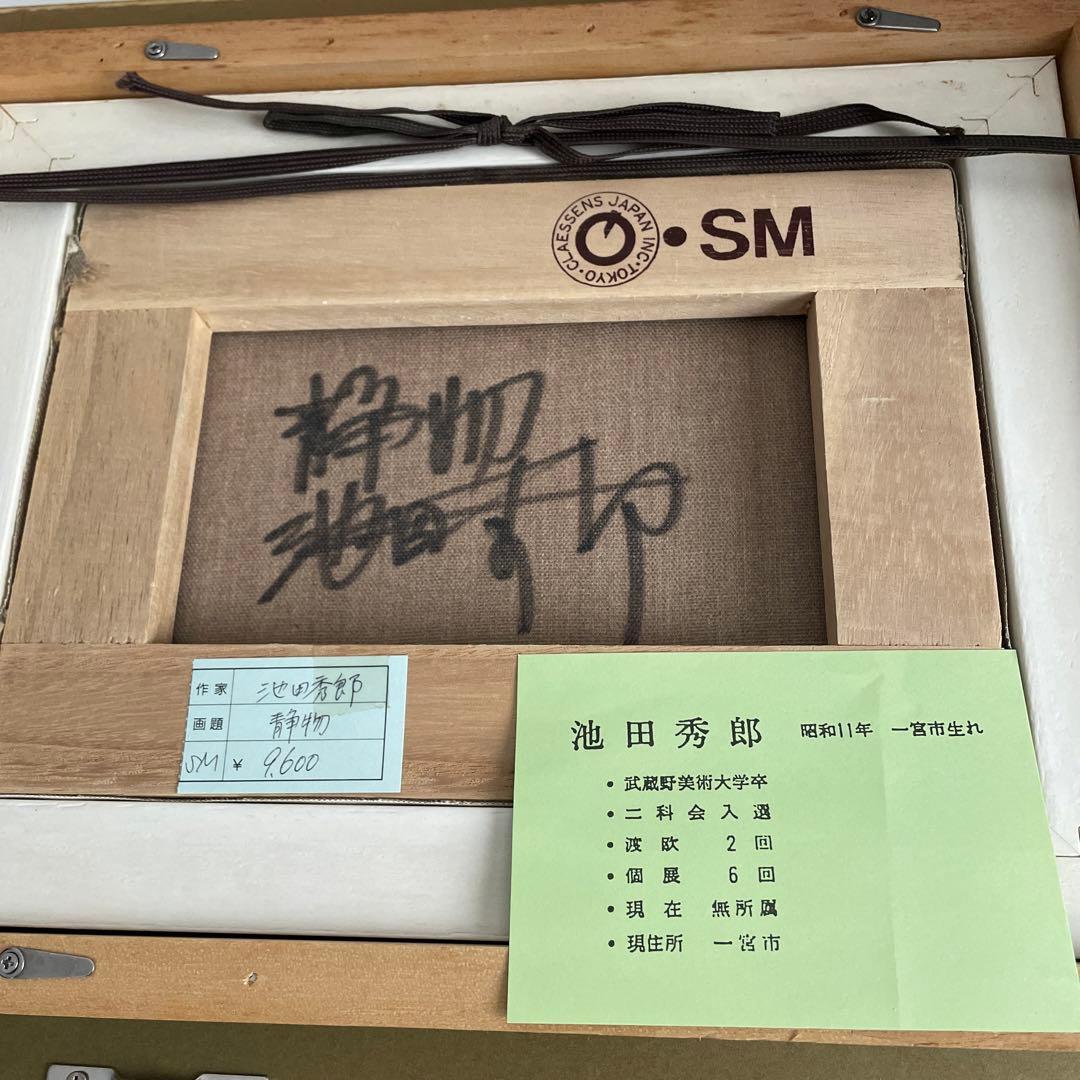 CLAESSENS JAPAN INC・TOKYO・
・SM
静物
池田秀郎
作家 池田秀郎
画題 静物
SM ¥ 9,600
池田秀郎 昭和11年 一宮市生れ
・武蔵野美術大学卒
・二科会入選
・渡欧 2回
・個展 6回
・現在 無所属
・現住所 一宮市